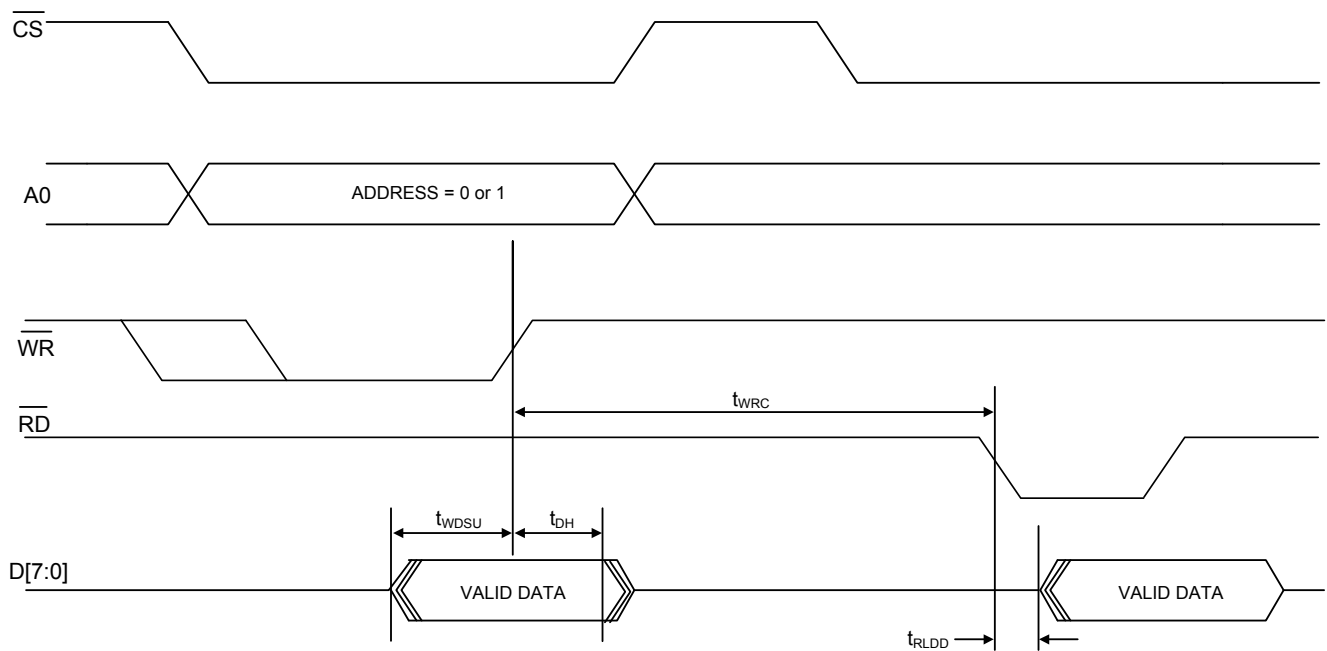 CS
A0
ADDRESS = 0 or 1
WR
tWRC
RD
tWDSU
tDH
D[7:0]
VALID DATA
VALID DATA
tRLDD